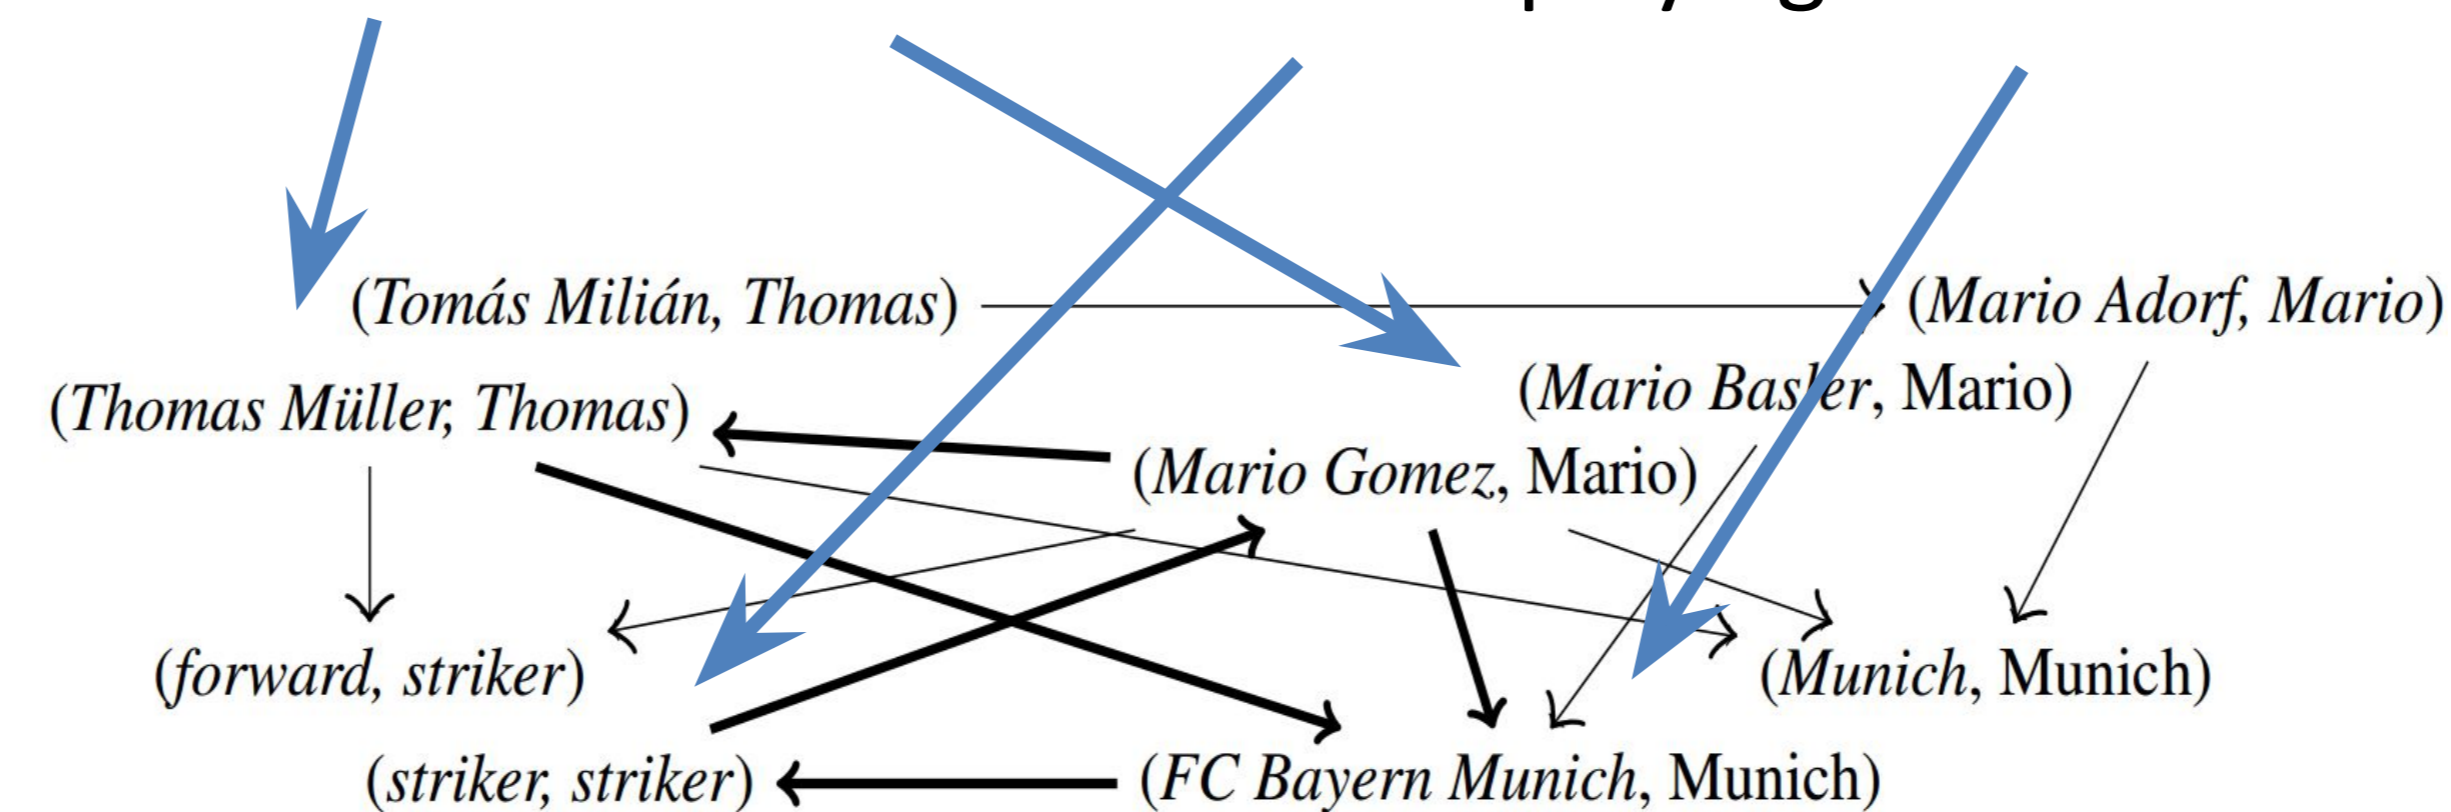 (Tomás Milián, Thomas)
(Mario Adorf, Mario)
(Mario Basler, Mario)
(Thomas Müller, Thomas)
(Mario Gomez, Mario)
(forward, striker)
(Munich, Munich)
(striker, striker)
(FC Bayern Munich, Munich)